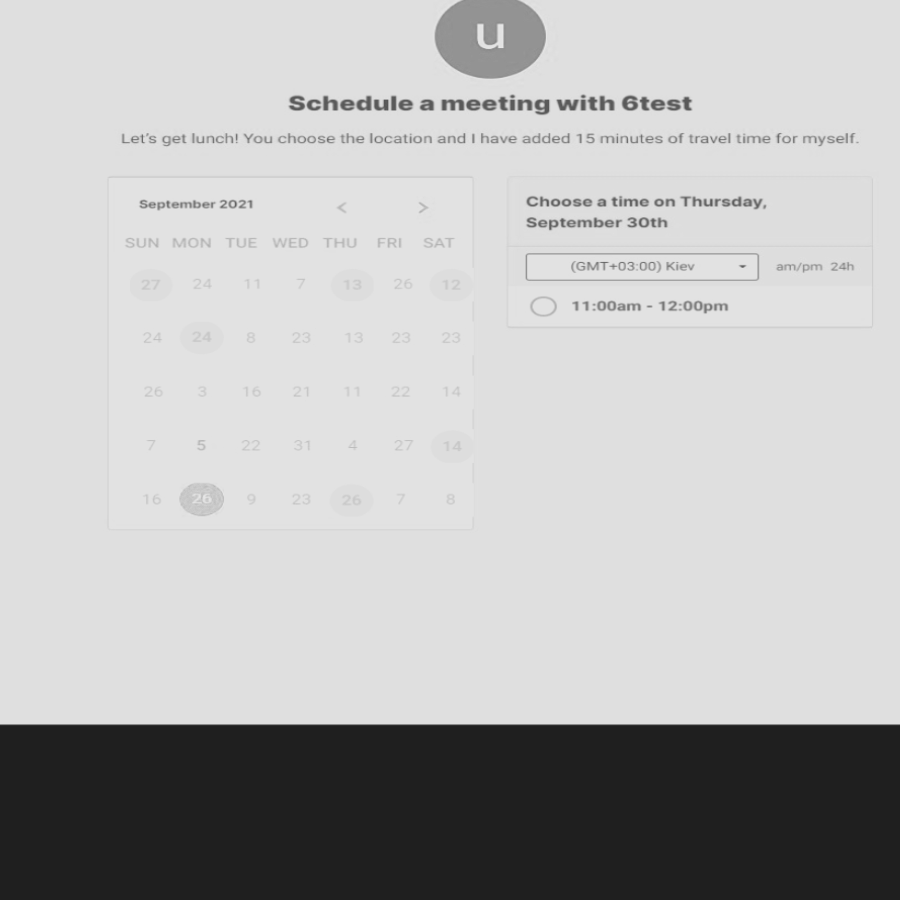 u
Schedule a meeting with 6test
Let's get lunch! You choose the location and I have added 15 minutes of travel time for myself.
September 2021 < >
SUN MON TUE WED THU FRI SAT
27 24 11 7 13 26 12
24 24 8 23 13 23 23
26 3 16 21 11 22 14
7 5 22 31 4 27 14
16 26 9 23 26 7 8
Choose a time on Thursday,
September 30th
(GMT+03:00) Kiev am/pm 24h
11:00am - 12:00pm